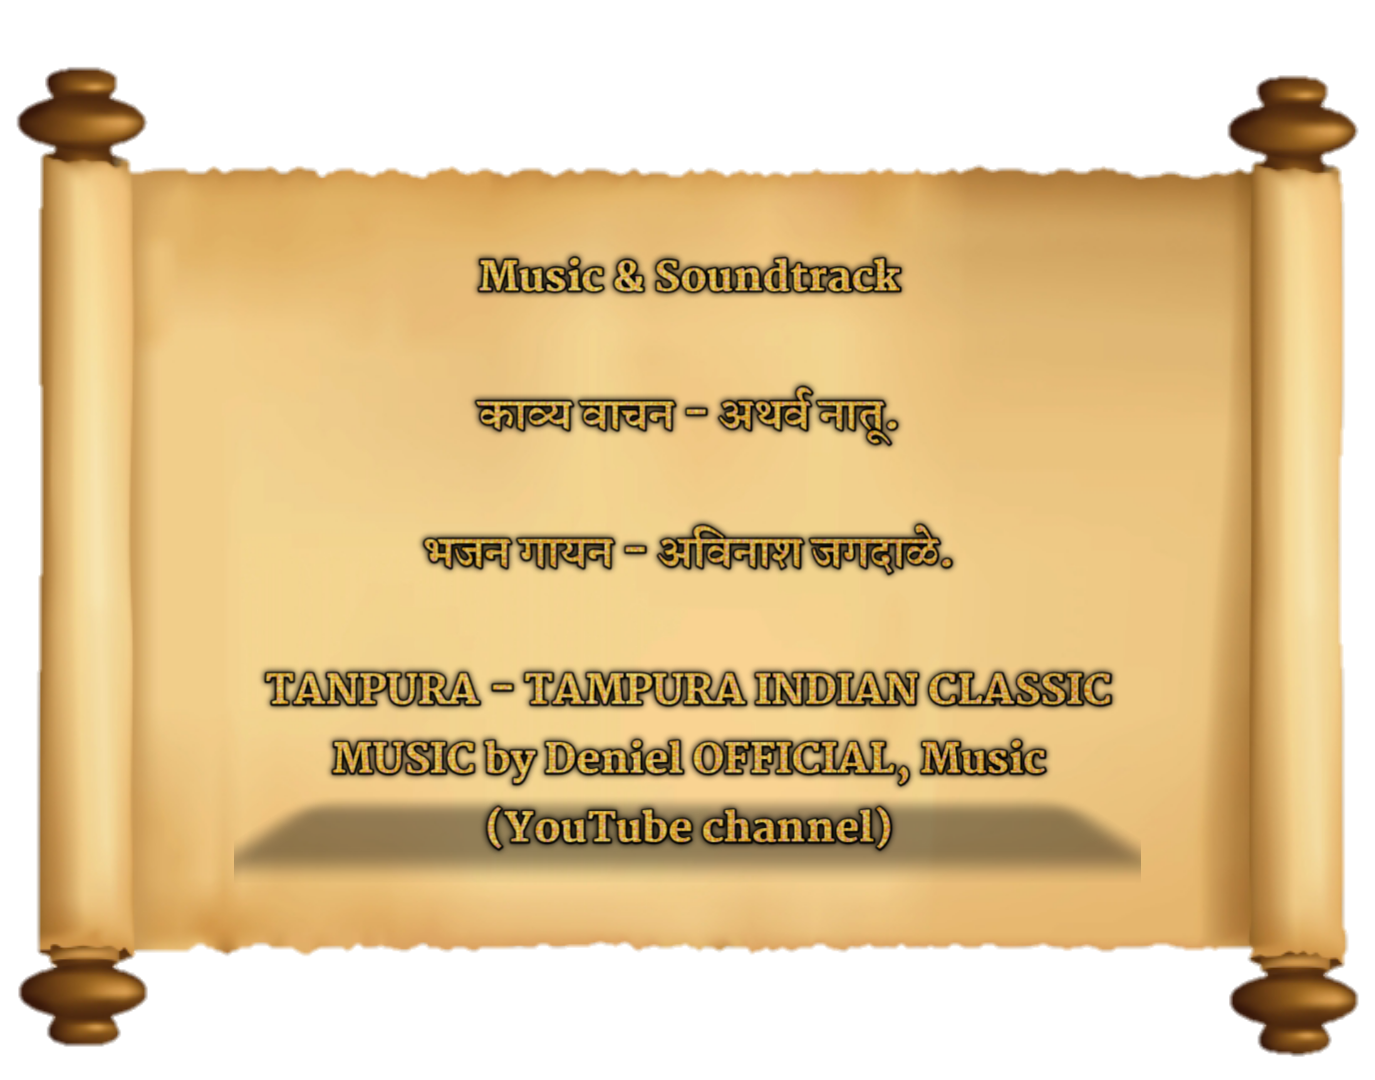 Music & Soundtrack
काव्य वाचन - अथर्व नातू.
भजन गायन - अविनाश जगदाळे.
TANPURA - TAMPURA INDIAN CLASSIC
MUSIC by Deniel OFFICIAL, Music
(YouTube channel)